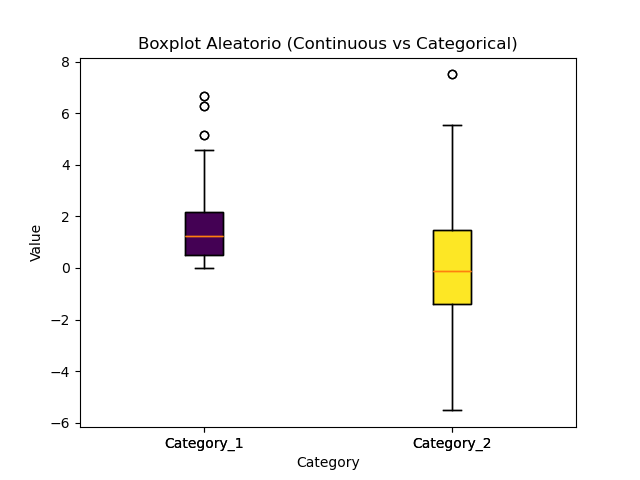 Boxplot Aleatorio (Continuous vs Categorical)
8
6
4
2
0
−2
−4
−6
Value
Category_1 Category_2
Category